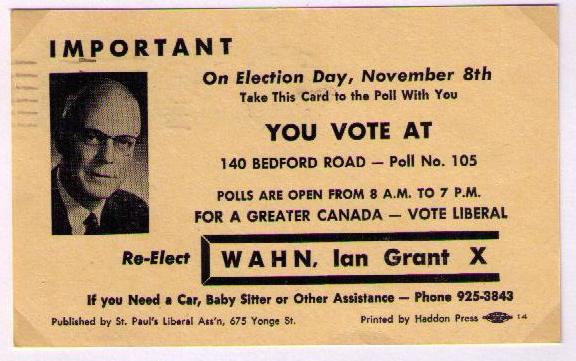 IMPORTANT
On Election Day, November 8th
Take This Card to the Poll With You
YOU VOTE AT
140 BEDFORD ROAD — Poll No. 105
POLLS ARE OPEN FROM 8 A.M. TO 7 P.M.
FOR A GREATER CANADA — VOTE LIBERAL
Re-Elect WAHN, Ian Grant X
If you Need a Car, Baby Sitter or Other Assistance — Phone 925-3843
Published by St. Paul's Liberal Ass'n, 675 Yonge St. Printed by Haddon Press 14